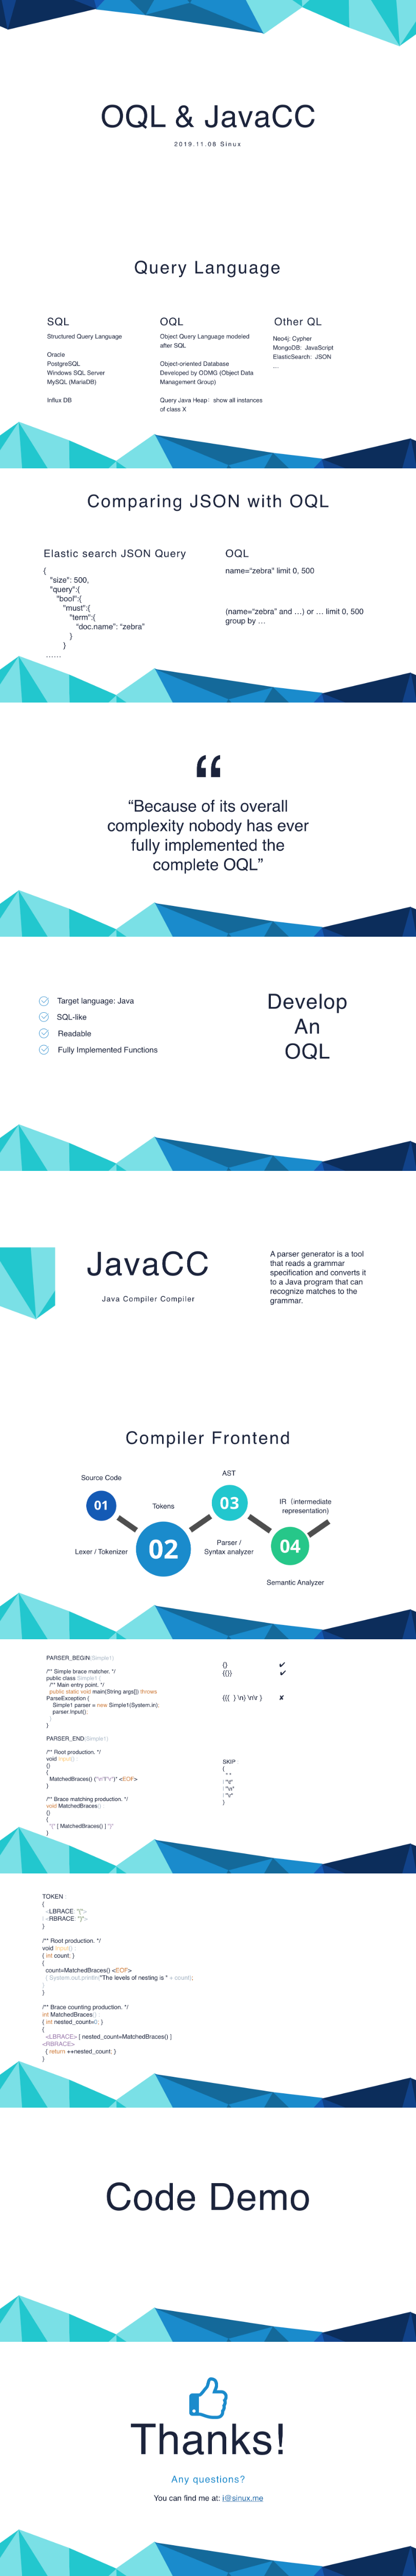 OQL & JavaCC
2019.11.08 Sinux
Query Language
SQL
Structured Query Language
Oracle
PostgreSQL
Windows SQL Server
MySQL (MariaDB)
Influx DB
OQL
Object Query Language modeled
after SQL
Object-oriented Database
Developed by ODMG (Object Data
Management Group)
Query Java Heap: show all instances
of class X
Other QL
Neo4j: Cypher
MongoDB: JavaScript
ElasticSearch: JSON
...
Comparing JSON with OQL
Elastic search JSON Query
{
"size": 500,
"query":{
"bool":{
"must":{
"term":{
"doc.name": "zebra"
}
}
......
OQL
name="zebra" limit 0, 500
(name="zebra" and ...) or ... limit 0, 500
group by ...
“
“Because of its overall
complexity nobody has ever
fully implemented the
complete OQL”
Target language: Java
SQL-like
Readable
Fully Implemented Functions
Develop
An
OQL
JavaCC
Java Compiler Compiler
A parser generator is a tool
that reads a grammar
specification and converts it
to a Java program that can
recognize matches to the
grammar.
Compiler Frontend
Source Code
01
Lexer / Tokenizer
Tokens
02
AST
03
Parser /
Syntax analyzer
IR (intermediate
representation)
04
Semantic Analyzer
PARSER_BEGIN(Simple1)
/** Simple brace matcher. */
public class Simple1 {
/** Main entry point. */
public static void main(String args[]) throws
ParseException {
Simple1 parser = new Simple1(System.in);
parser.Input();
}
}
PARSER_END(Simple1)
/** Root production. */
void Input() :
{}
{
MatchedBraces() ("\n"|"\r")* <EOF>
}
/** Brace matching production. */
void MatchedBraces() :
{}
{
"{" [ MatchedBraces() ] "}"
}
{} ✔
{{}} ✔
{{{ } \n} \n\r } ✘
SKIP :
{
" "
| "\t"
| "\n"
| "\r"
}
TOKEN :
{
<LBRACE: "{">
| <RBRACE: "}">
}
/** Root production. */
void Input() :
{ int count; }
{
count=MatchedBraces() <EOF>
{ System.out.println("The levels of nesting is " + count);
}
}
/** Brace counting production. */
int MatchedBraces() :
{ int nested_count=0; }
{
<LBRACE> [ nested_count=MatchedBraces() ]
<RBRACE>
{ return ++nested_count; }
}
Code Demo
Thanks!
Any questions?
You can find me at: i@sinux.me